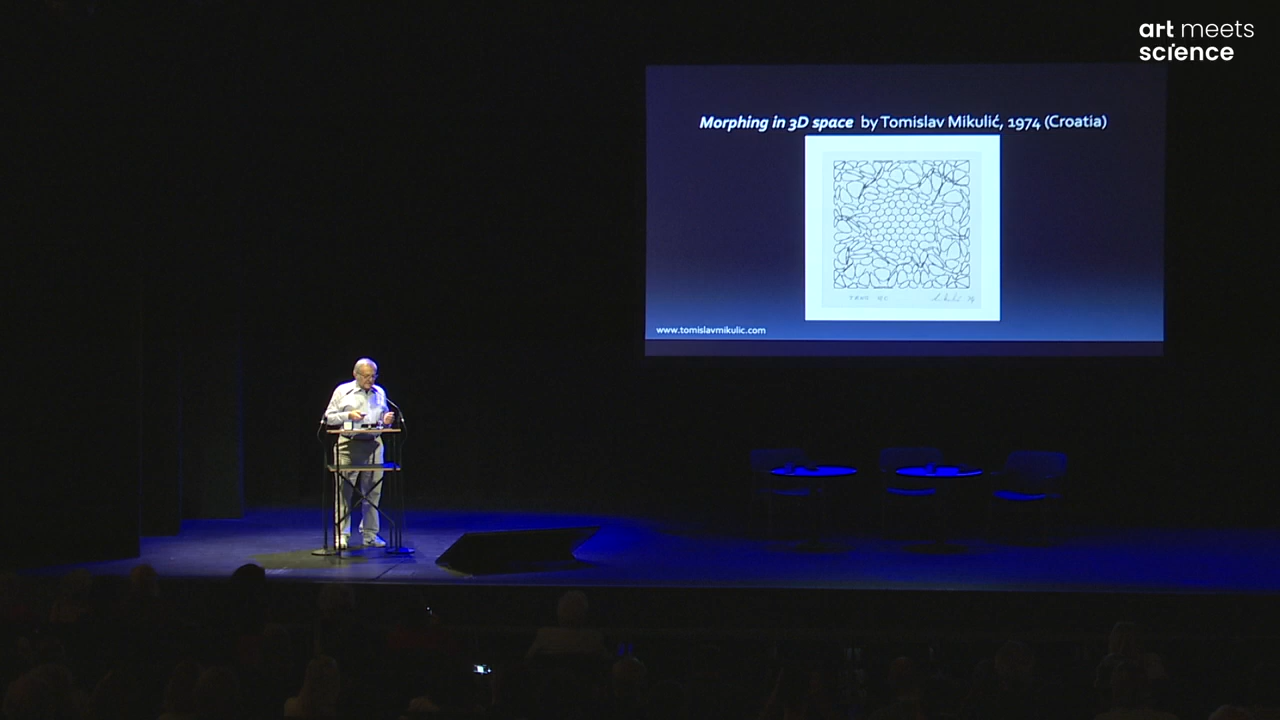 art meets
science
Morphing in 3D space by Tomislav Mikulić, 1974 (Croatia)
www.tomislavmikulic.com